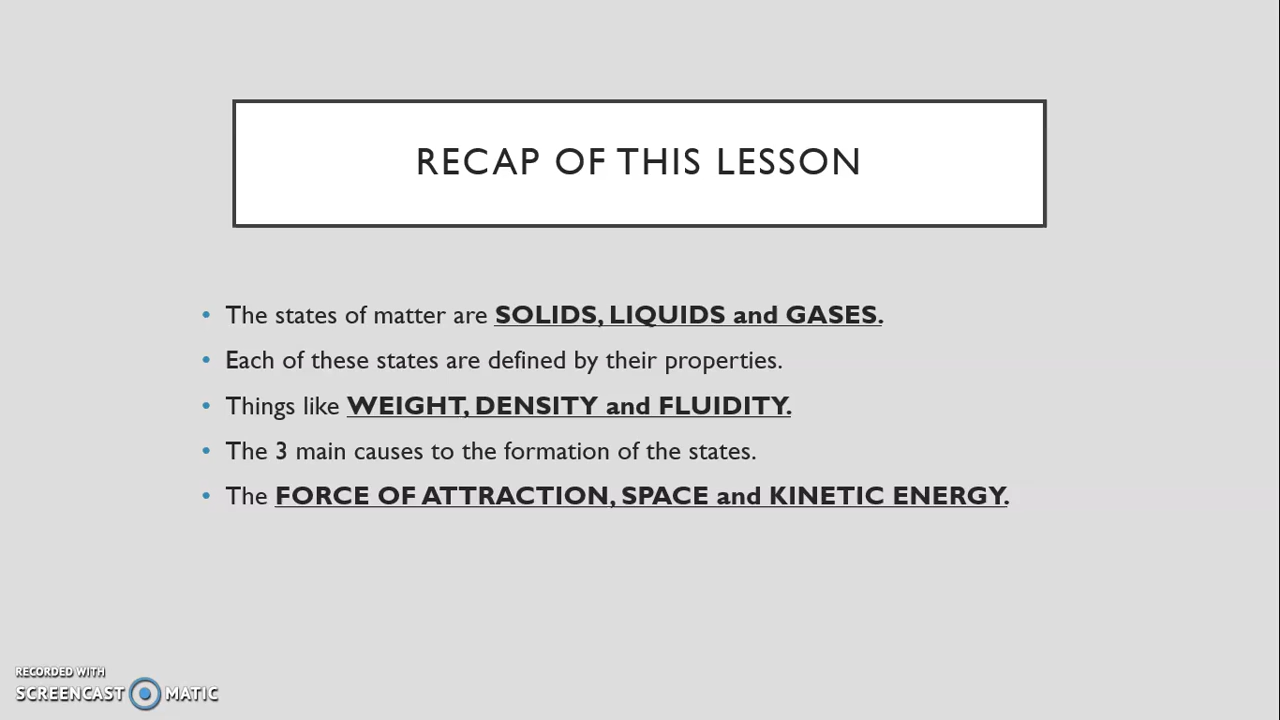 RECAP OF THIS LESSON
• The states of matter are SOLIDS, LIQUIDS and GASES.
• Each of these states are defined by their properties.
• Things like WEIGHT, DENSITY and FLUIDITY.
• The 3 main causes to the formation of the states.
• The FORCE OF ATTRACTION, SPACE and KINETIC ENERGY.
RECORDED WITH
SCREENCAST MATIC